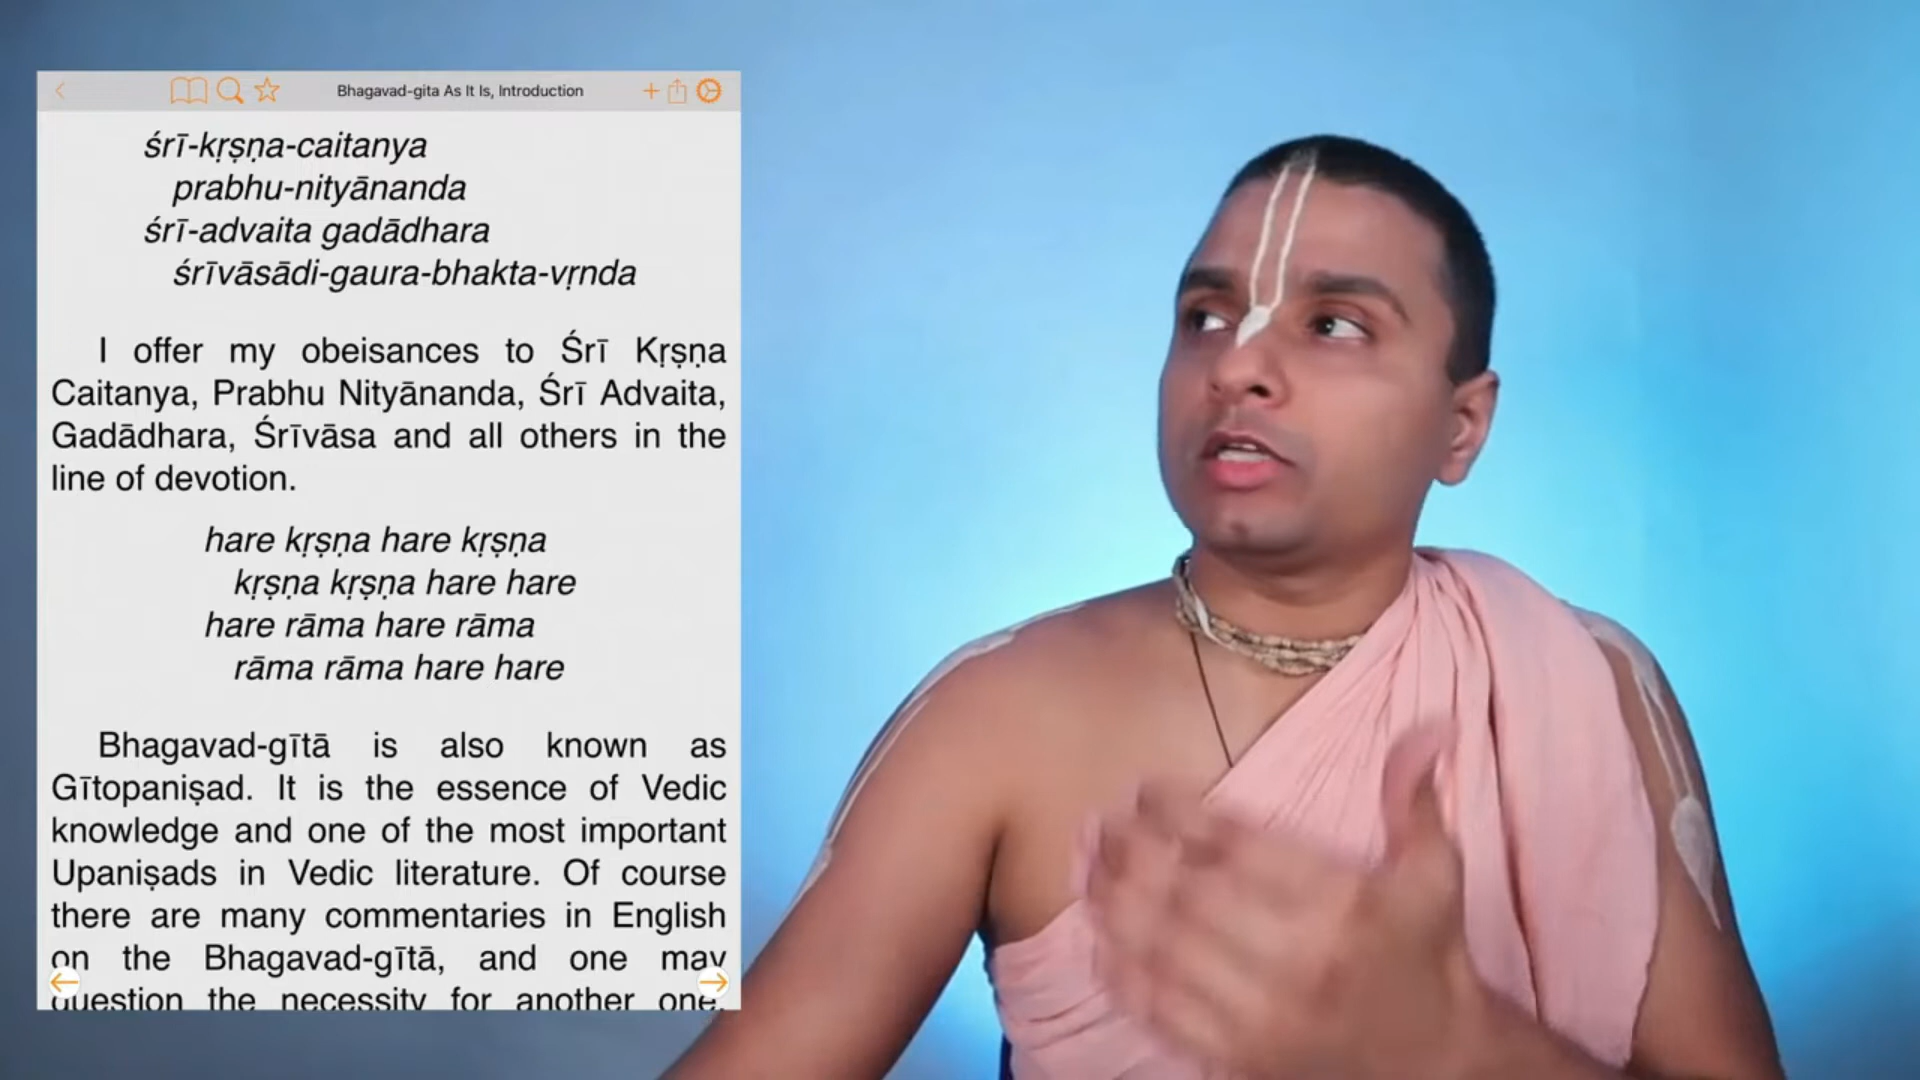 Bhagavad-gita As It Is, Introduction
śrī-kṛṣṇa-caitanya
prabhu-nityānanda
śrī-advaita gadādhara
śrīvāsādi-gaura-bhakta-vṛnda
I offer my obeisances to Śrī Kṛṣṇa
Caitanya, Prabhu Nityānanda, Śrī Advaita,
Gadādhara, Śrīvāsa and all others in the
line of devotion.
hare kṛṣṇa hare kṛṣṇa
kṛṣṇa kṛṣṇa hare hare
hare rāma hare rāma
rāma rāma hare hare
Bhagavad-gītā is also known as
Gītopaniṣad. It is the essence of Vedic
knowledge and one of the most important
Upaniṣads in Vedic literature. Of course
there are many commentaries in English
on the Bhagavad-gītā, and one may
question the necessity for another one.